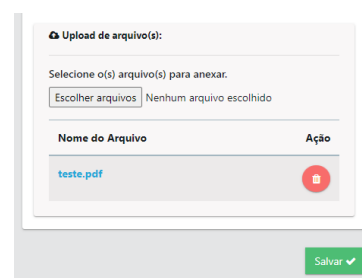 Upload de arquivo(s):
Selecione o(s) arquivo(s) para anexar.
Escolher arquivos Nenhum arquivo escolhido
Nome do Arquivo Ação
teste.pdf
Salvar